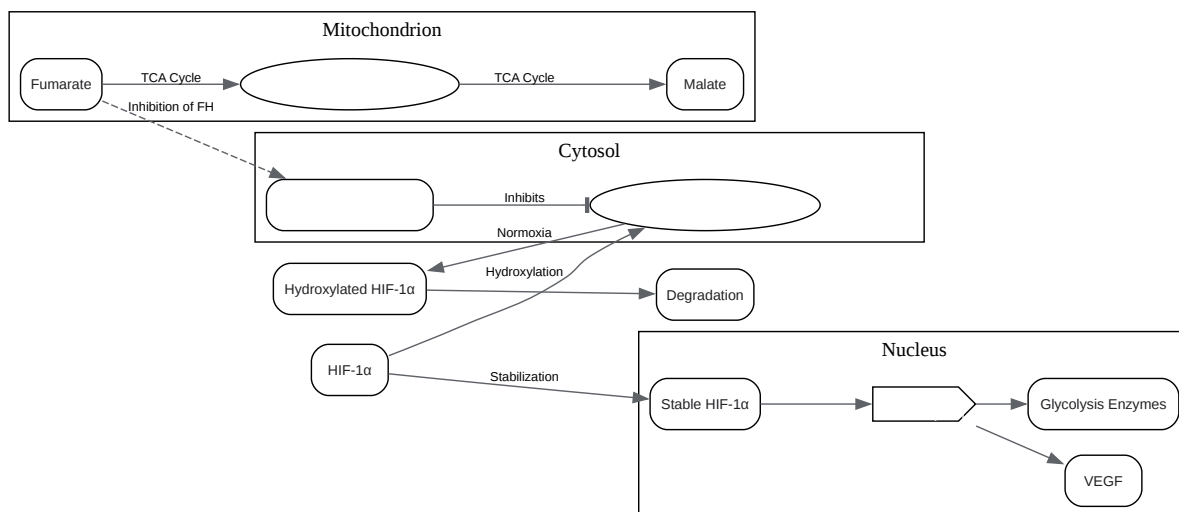 Mitochondrion
Fumarate
TCA Cycle
TCA Cycle
Malate
Inhibition of FH
Cytosol
Inhibits
Normoxia
Hydroxylated HIF-1α
Hydroxylation
Degradation
HIF-1α
Stabilization
Nucleus
Stable HIF-1α
Glycolysis Enzymes
VEGF